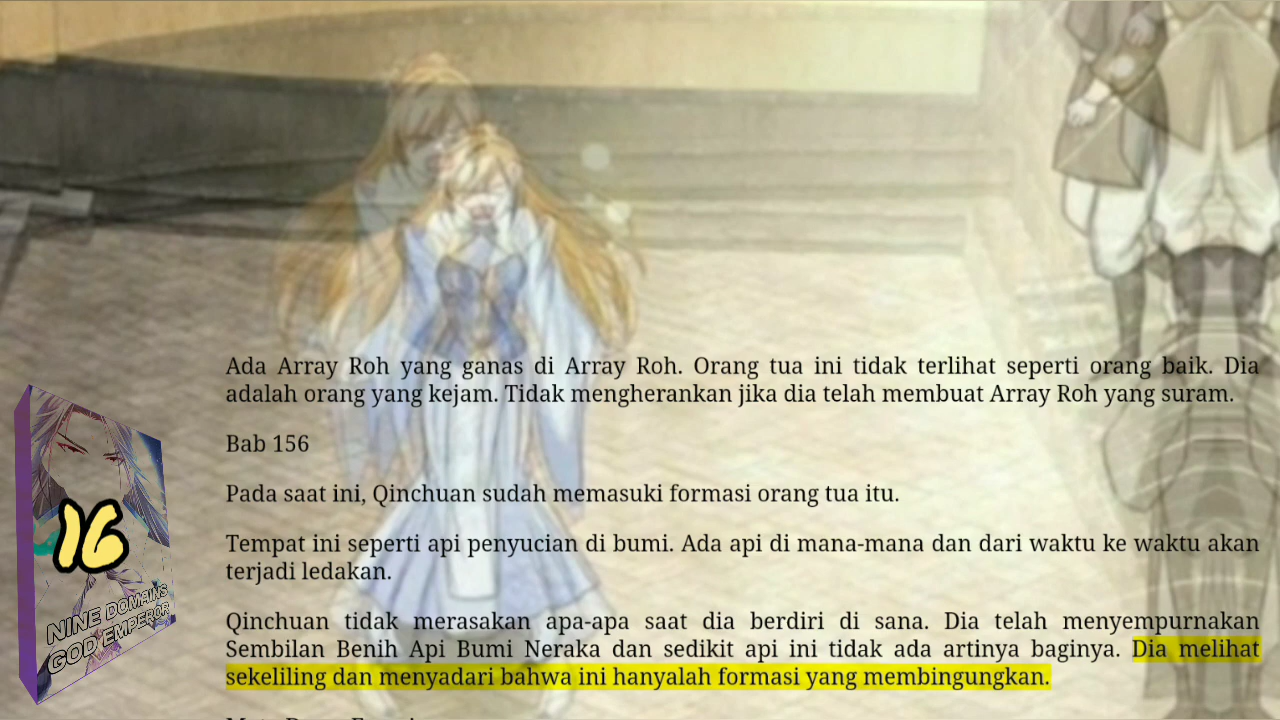 Ada Array Roh yang ganas di Array Roh. Orang tua ini tidak terlihat seperti orang baik. Dia
adalah orang yang kejam. Tidak mengherankan jika dia telah membuat Array Roh yang suram.
Bab 156
Pada saat ini, Qinchuan sudah memasuki formasi orang tua itu.
Tempat ini seperti api penyucian di bumi. Ada api di mana-mana dan dari waktu ke waktu akan
terjadi ledakan.
Qinchuan tidak merasakan apa-apa saat dia berdiri di sana. Dia telah menyempurnakan
Sembilan Benih Api Bumi Neraka dan sedikit api ini tidak ada artinya baginya. Dia melihat
sekeliling dan menyadari bahwa ini hanyalah formasi yang membingungkan.
16
NINE DOMAINS
GOD EMPEROR